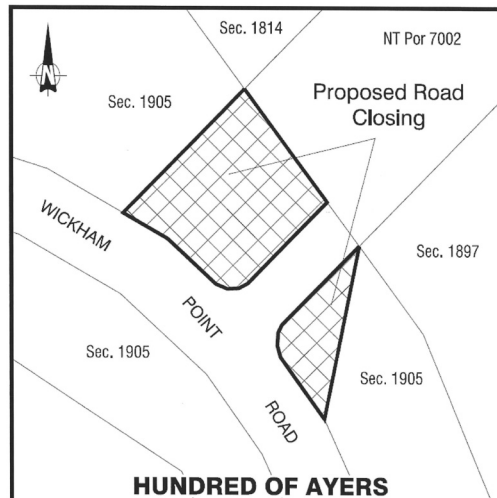 Sec. 1814
NT Por 7002
N
Sec. 1905
Proposed Road
Closing
WICKHAM
POINT
ROAD
Sec. 1897
Sec. 1905
Sec. 1905
HUNDRED OF AYERS